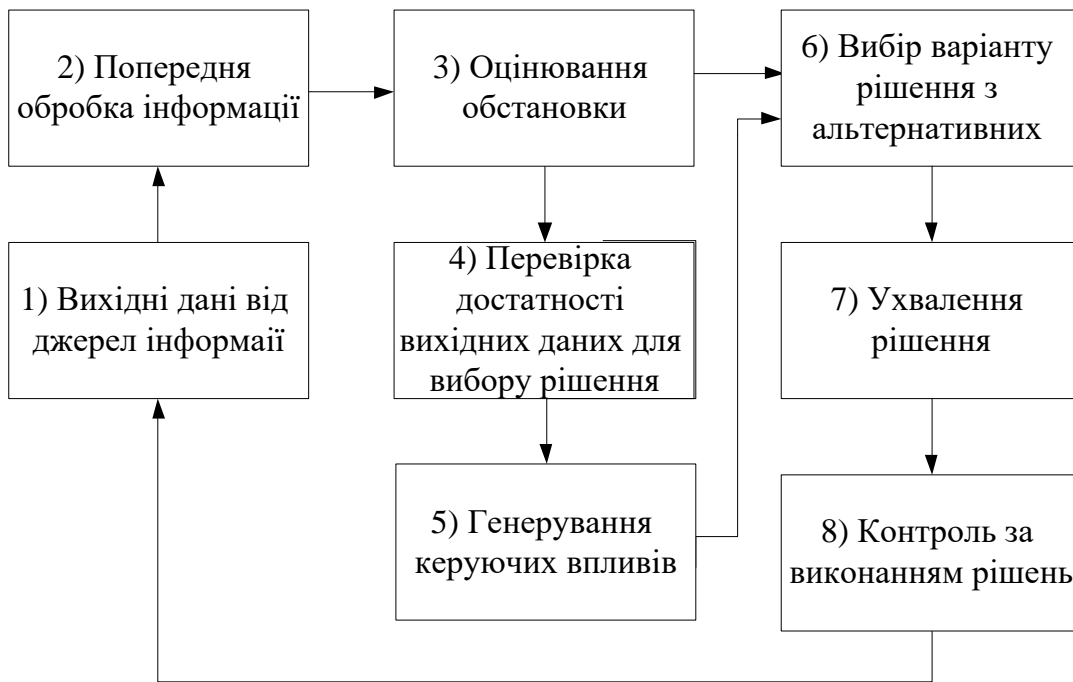 1) Вихідні дані від
джерел інформаії
2) Попередня
обробка інформації
3) Оцінювання
обстановки
4) Перевірка
достатності
вихідних даних для
вибору рішення
5) Генерування
керуючих впливів
6) Вибір варіанту
рішення з
альтернативних
7) Ухвалення
рішення
8) Контроль за
виконанням рішень